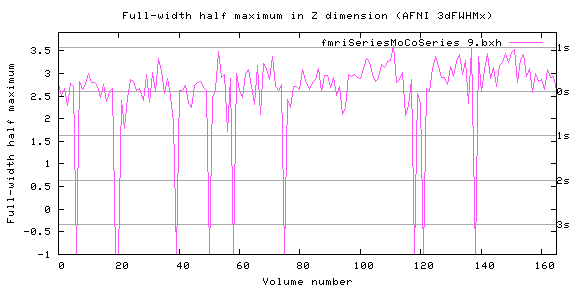 Full-width half maximum in Z dimension (AFNI 3dFWHMx)
fmriSeriesMoCoSeries_9.bxh
Full-width half maximum
3.5
3
2.5
2
1.5
1
0.5
0
-0.5
-1
1s
0s
1s
2s
3s
0 20 40 60 80 100 120 140 160
Volume number